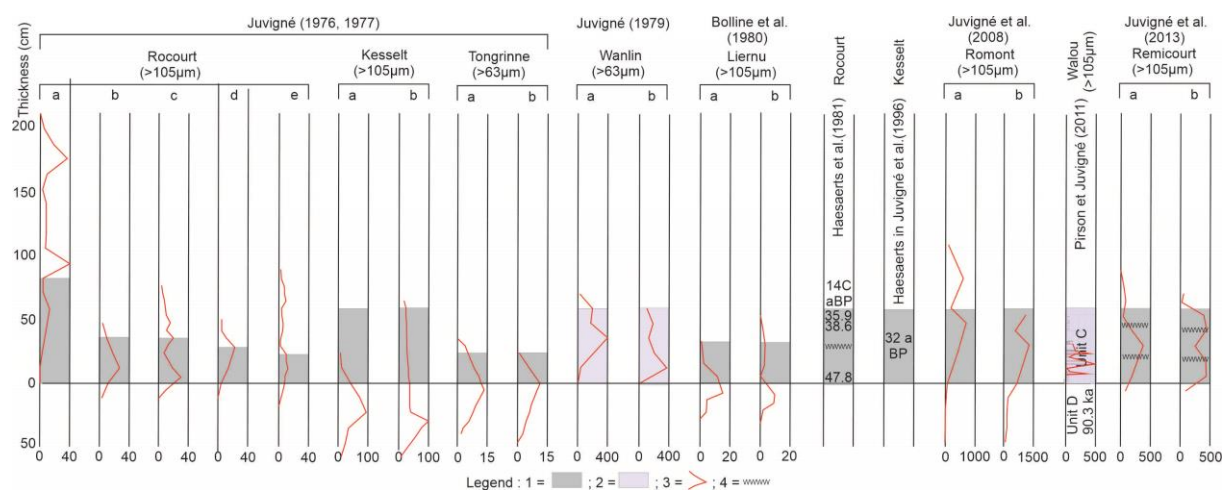 Juvigné (1976, 1977)
Juvigné (1979)
Bolline et al.
(1980)
Juvigné et al.
(2008)
Juvigné et al.
(2013)
Thickness (cm)
Rocourt
(>105µm)
Kesselt
(>105µm)
Tongrinne
(>63µm)
Wanlin
(>63µm)
Liernu
(>105µm)
Rocourt
Kesselt
Romont
(>105µm)
Walou
(>105µm)
Remicourt
(>105µm)
a b c d e a b a b a b a b a b a b
Haesaerts et al.(1981)
Haesaerts in Juvigné et al.(1996)
Pirson et Juvigné (2011)
200
150
100
50
0
50
14C
aBP
35.9
38.6
47.8
32 a
BP
Unit C
Unit D
90.3 ka
0 40 0 40 0 40 0 40 0 40 0 100 0 100 0 15 0 15 0 400 0 400 0 20 0 20 0 1000 0 1500 0 500 0 500 0 500
Legend : 1 = ; 2 = ; 3 = ; 4 =